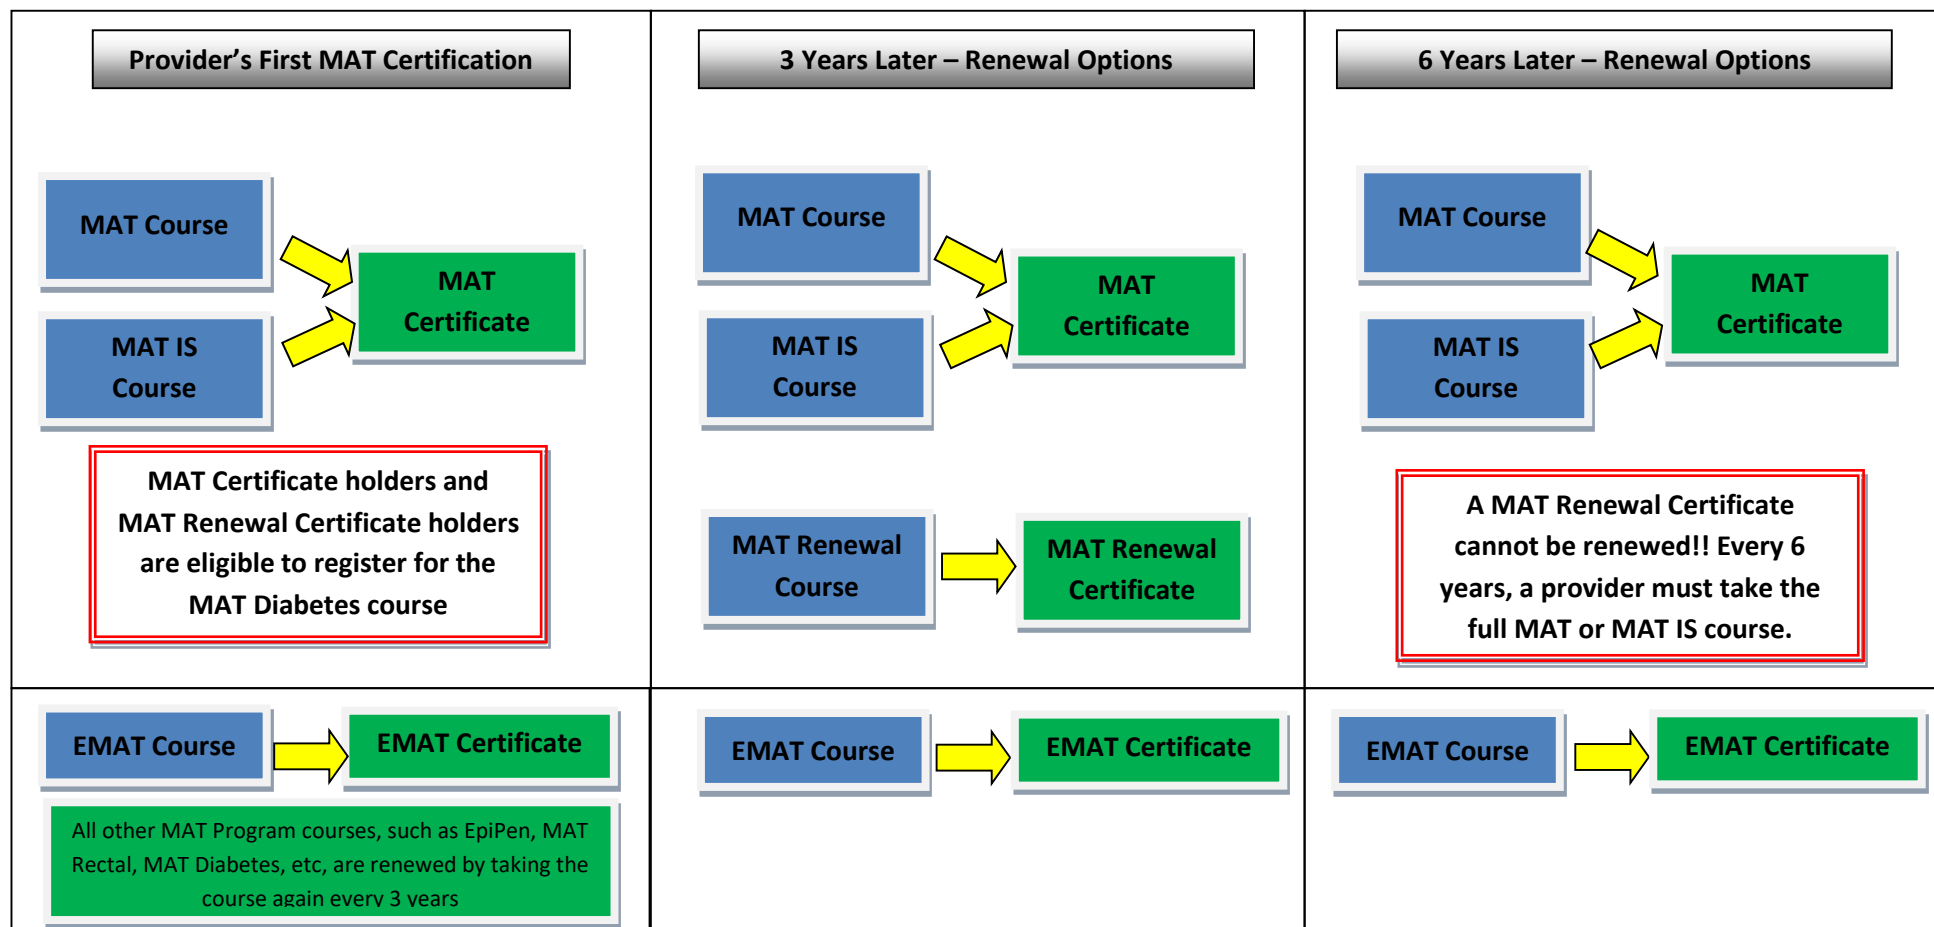 Provider’s First MAT Certification
MAT Course
MAT IS
Course
MAT
Certificate
MAT Certificate holders and
MAT Renewal Certificate holders
are eligible to register for the
MAT Diabetes course
3 Years Later – Renewal Options
MAT Course
MAT IS
Course
MAT
Certificate
MAT Renewal
Course
MAT Renewal
Certificate
6 Years Later – Renewal Options
MAT Course
MAT IS
Course
MAT
Certificate
A MAT Renewal Certificate
cannot be renewed!! Every 6
years, a provider must take the
full MAT or MAT IS course.
EMAT Course
EMAT Certificate
All other MAT Program courses, such as EpiPen, MAT
Rectal, MAT Diabetes, etc, are renewed by taking the
course again every 3 years
EMAT Course
EMAT Certificate
EMAT Course
EMAT Certificate